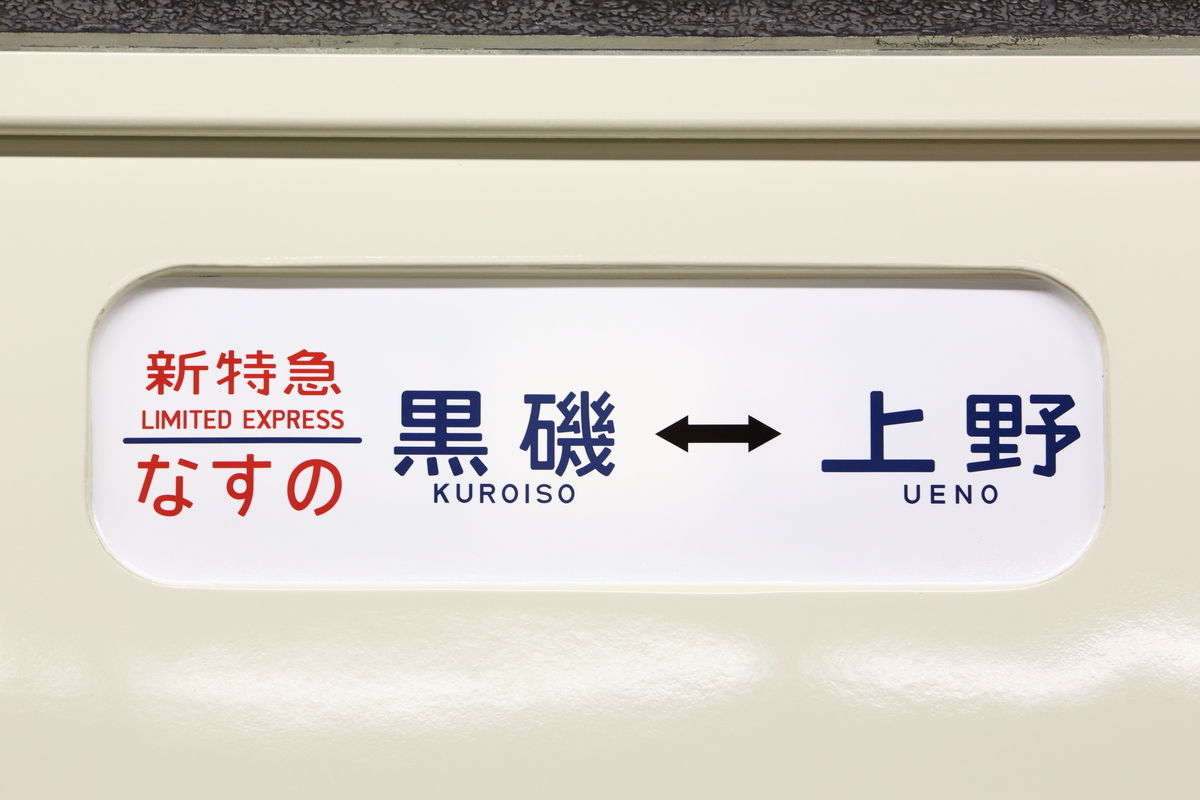 新特急
LIMITED EXPRESS
なすの
黒磯 ↔ 上野
KUROISO UENO